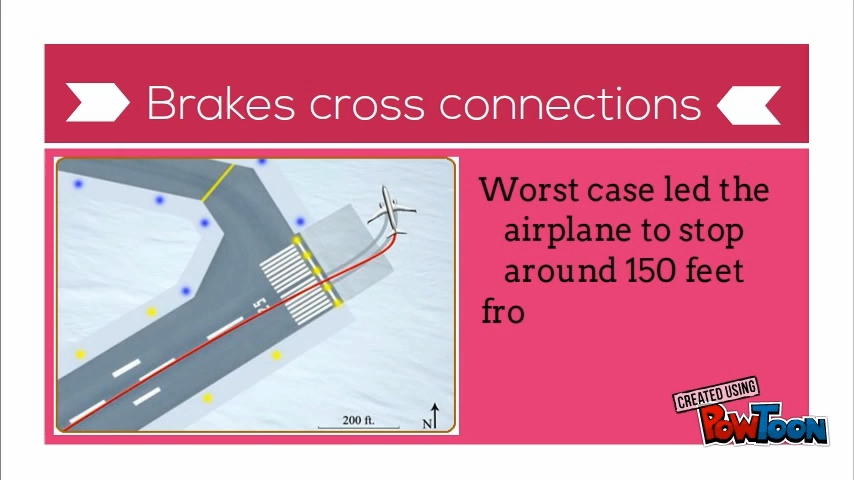 Brakes cross connections
Worst case led the
airplane to stop
around 150 feet
fro
200 ft.
N
CREATED USING
POWTOON